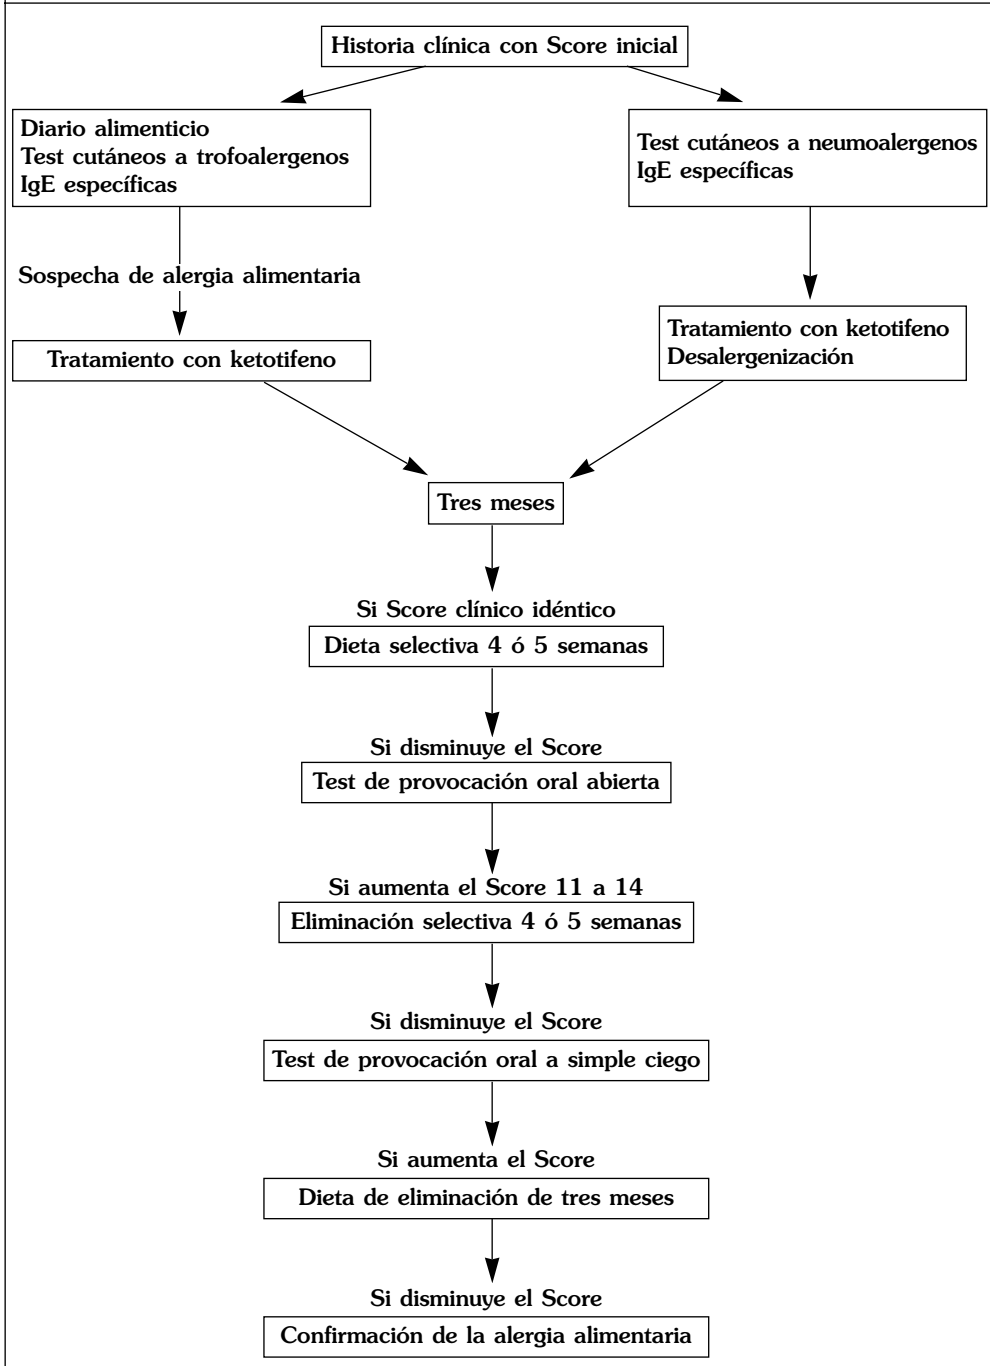 Historia clínica con Score inicial
Diario alimenticio
Test cutáneos a trofoalergenos
IgE específicas
Test cutáneos a neumoalergenos
IgE específicas
Sospecha de alergia alimentaria
Tratamiento con ketotifeno
Tratamiento con ketotifeno
Desalergenización
Tres meses
Si Score clínico idéntico
Dieta selectiva 4 ó 5 semanas
Si disminuye el Score
Test de provocación oral abierta
Si aumenta el Score 11 a 14
Eliminación selectiva 4 ó 5 semanas
Si disminuye el Score
Test de provocación oral a simple ciego
Si aumenta el Score
Dieta de eliminación de tres meses
Si disminuye el Score
Confirmación de la alergia alimentaria